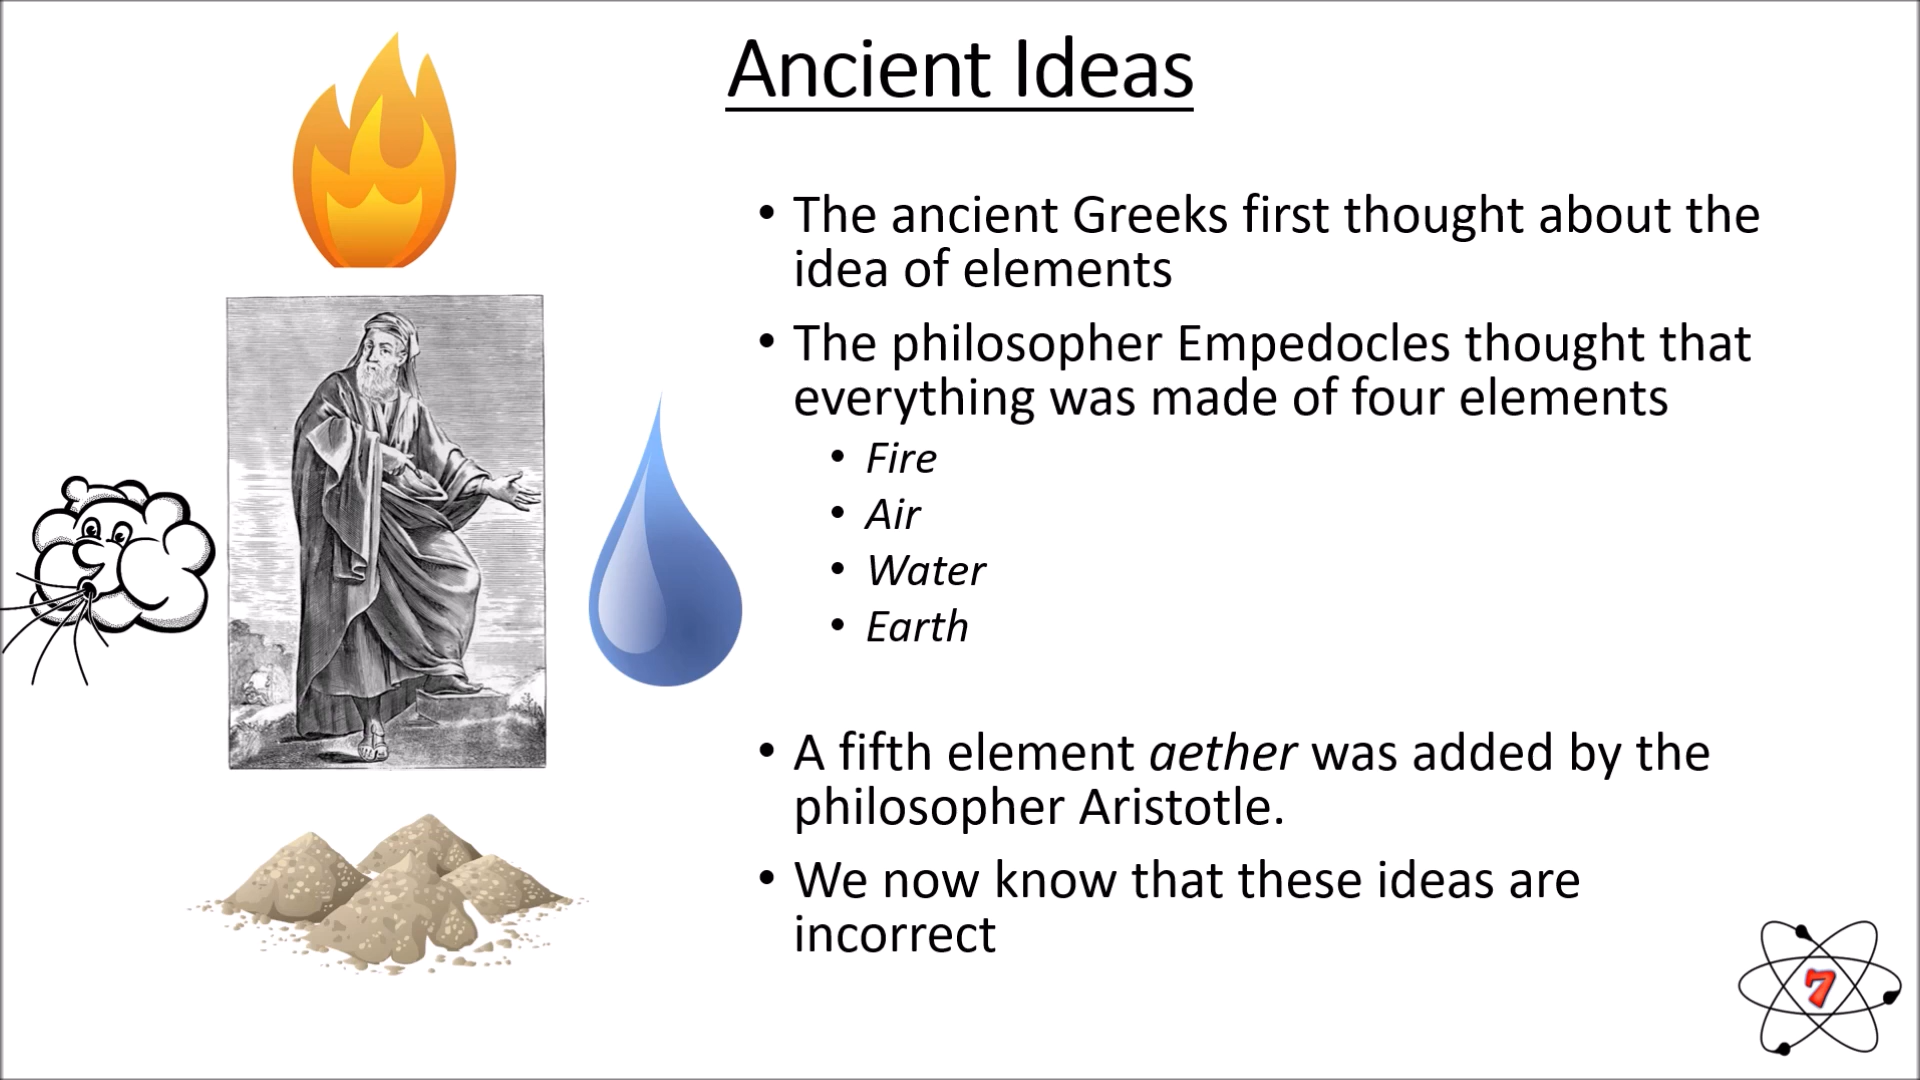 Ancient Ideas
• The ancient Greeks first thought about the
idea of elements
• The philosopher Empedocles thought that
everything was made of four elements
• Fire
• Air
• Water
• Earth
• A fifth element aether was added by the
philosopher Aristotle.
• We now know that these ideas are
incorrect
7